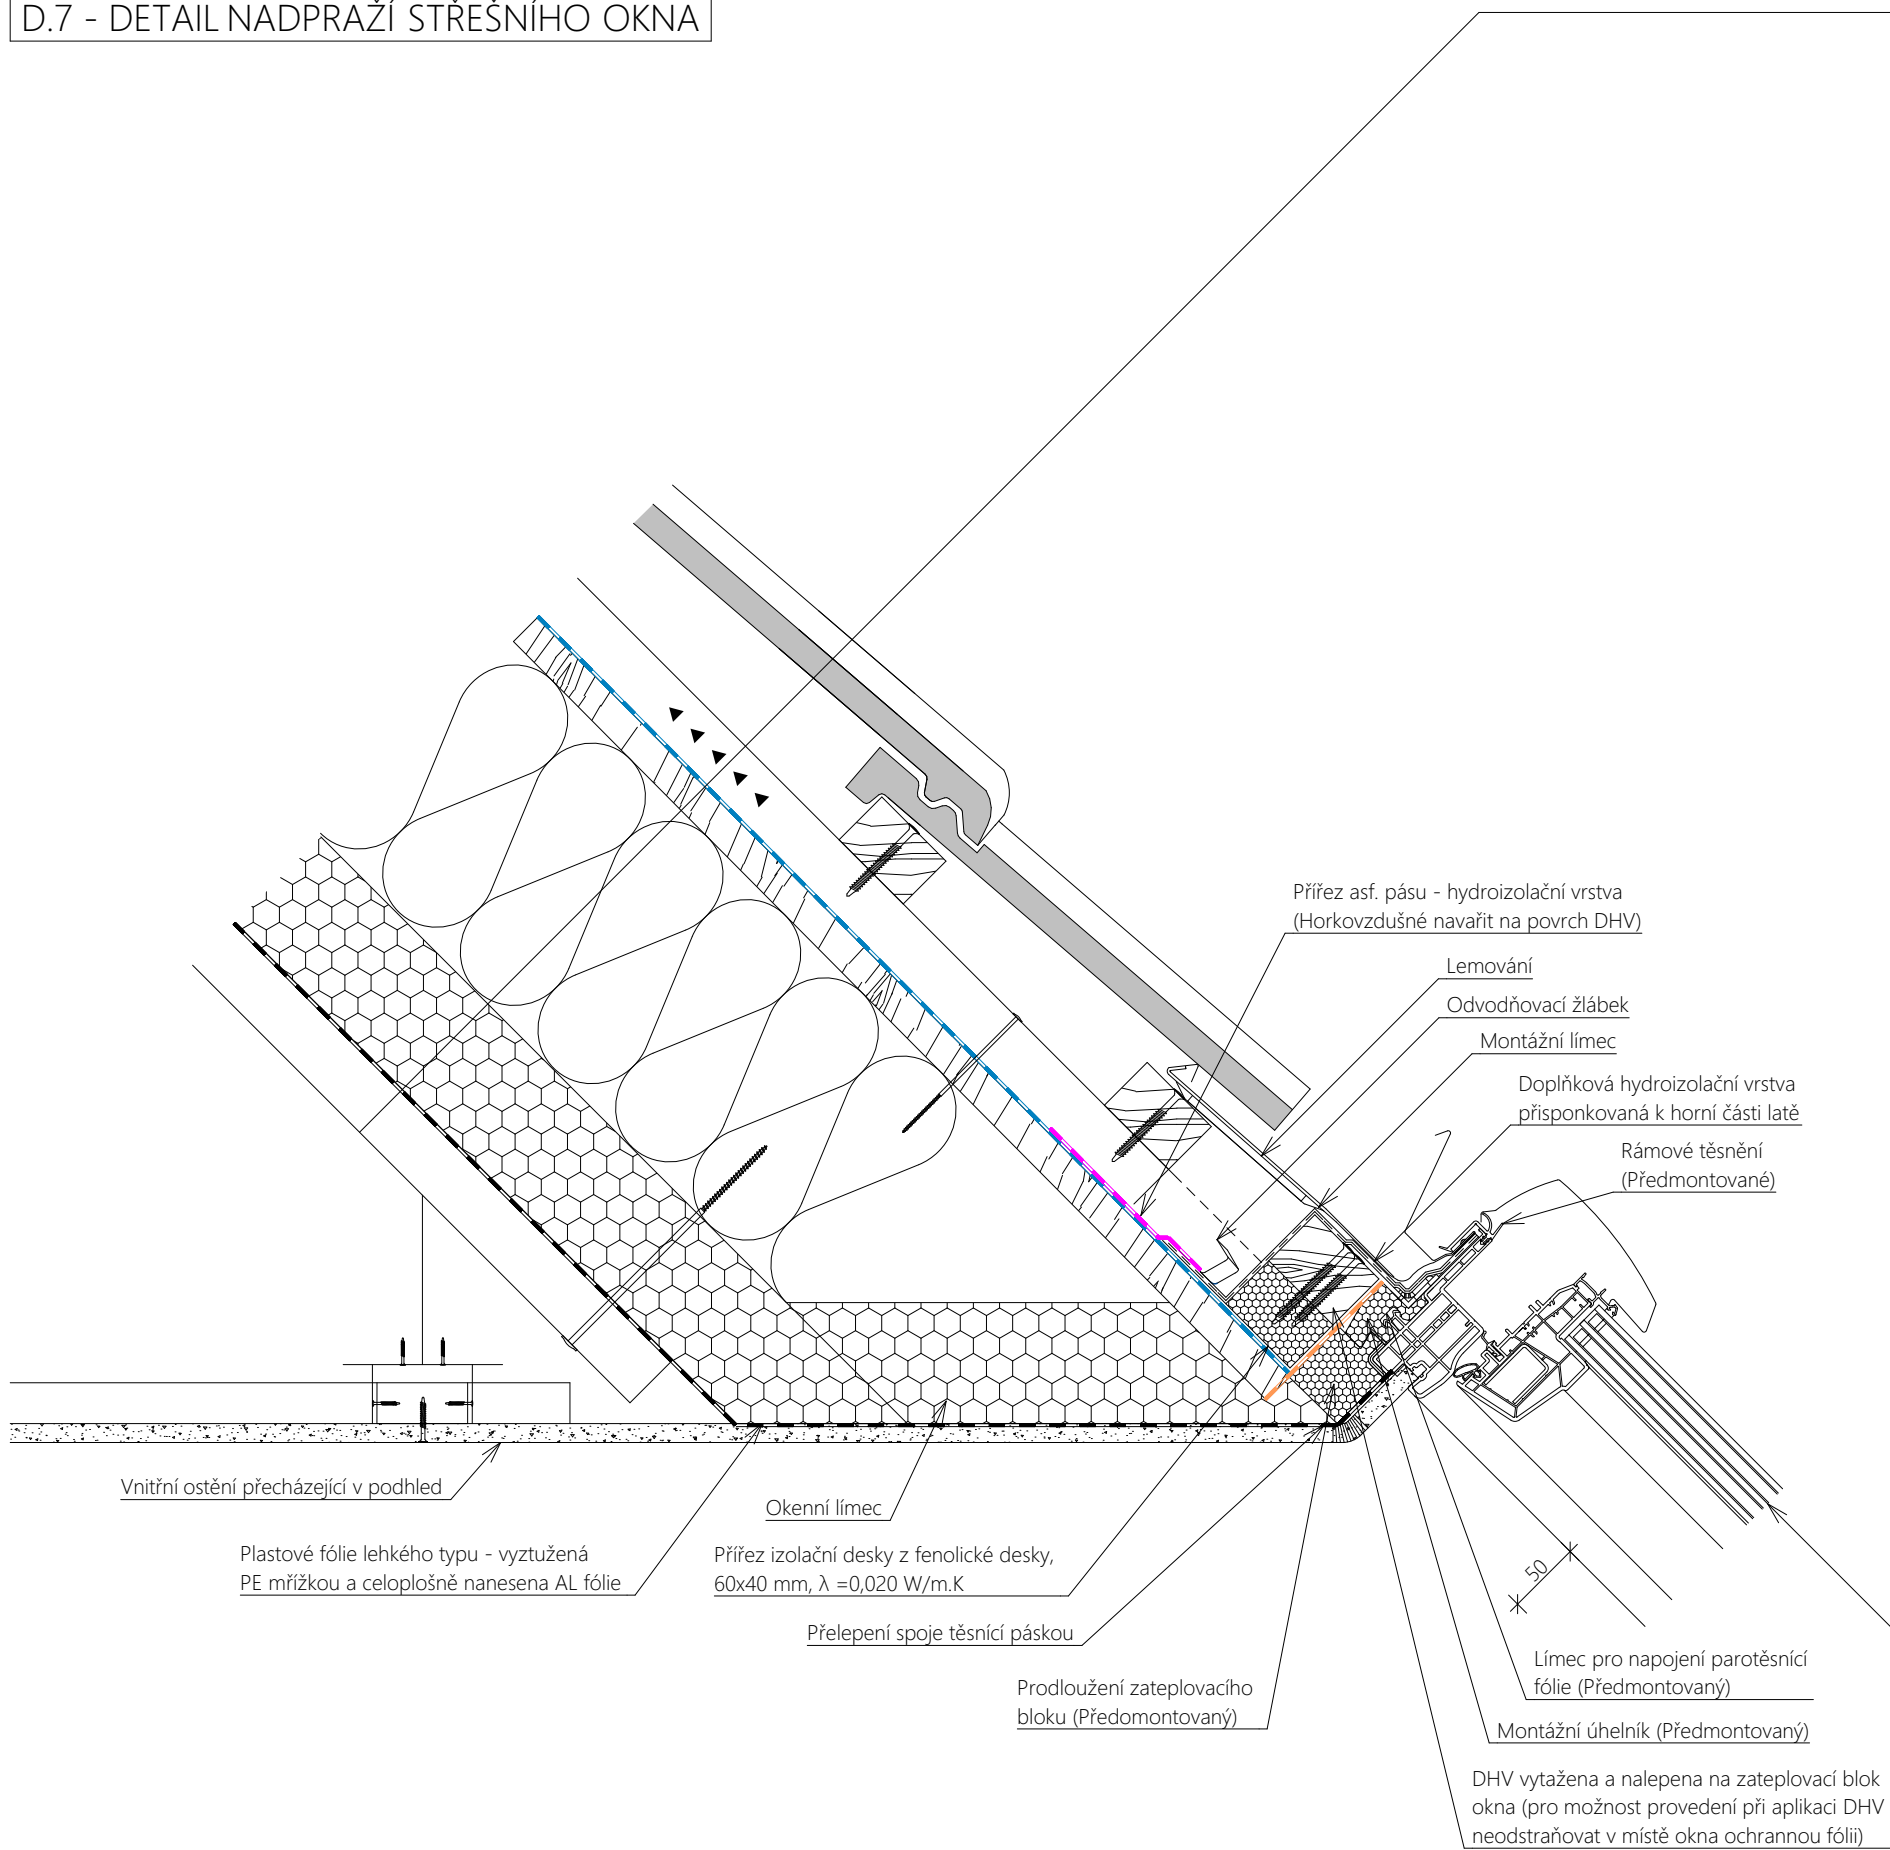 D.7 - DETAIL NADPRAŽÍ STŘEŠNÍHO OKNA
Přířez asf. pásu - hydroizolační vrstva
(Horkovzdušné navařit na povrch DHV)
Lemování
Odvodňovací žlábek
Montážní límec
Doplňková hydroizolační vrstva
přisponkovaná k horní části latě
Rámové těsnění
(Předmontované)
Vnitřní ostění přecházející v podhled
Okenní límec
Plastové fólie lehkého typu - vyztužená
PE mřížkou a celoplošně nanesena AL fólie
Přířez izolační desky z fenolické desky,
60x40 mm, λ =0,020 W/m.K
50
Přelepení spoje těsnící páskou
Límec pro napojení parotěsnící
fólie (Předmontovaný)
Prodloužení zateplovacího
bloku (Předomontovaný)
Montážní úhelník (Předmontovaný)
DHV vytažena a nalepena na zateplovací blok
okna (pro možnost provedení při aplikaci DHV
neodstraňovat v místě okna ochrannou fólii)